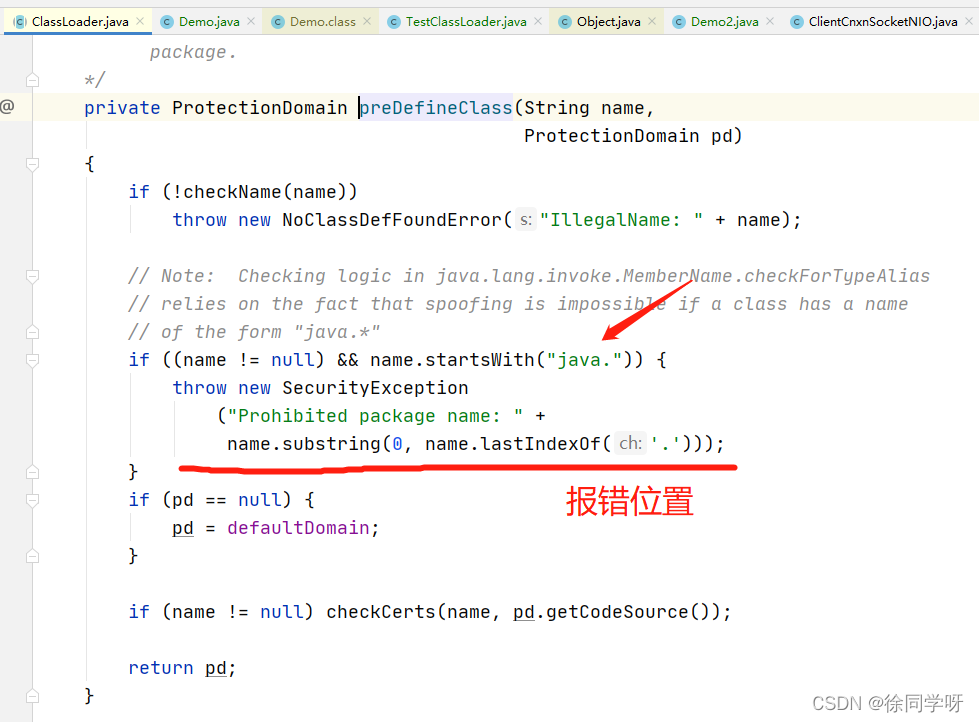 ClassLoader.java Demo.java Demo.class TestClassLoader.java Object.java Demo2.java ClientCnxnSocketNIO.java
package.
*/
@ private ProtectionDomain preDefineClass(String name,
ProtectionDomain pd)
{
if (!checkName(name))
throw new NoClassDefFoundError( s: "IllegalName: " + name);
// Note:  Checking logic in java.lang.invoke.MemberName.checkForTypeAlias
// relies on the fact that spoofing is impossible if a class has a name
// of the form "java.*"
if ((name != null) && name.startsWith("java.")) {
throw new SecurityException
("Prohibited package name: " +
name.substring(0, name.lastIndexOf( ch: '.')));
}
报错位置
if (pd == null) {
pd = defaultDomain;
}
if (name != null) checkCerts(name, pd.getCodeSource());
return pd;
}
CSDN @徐同学呀